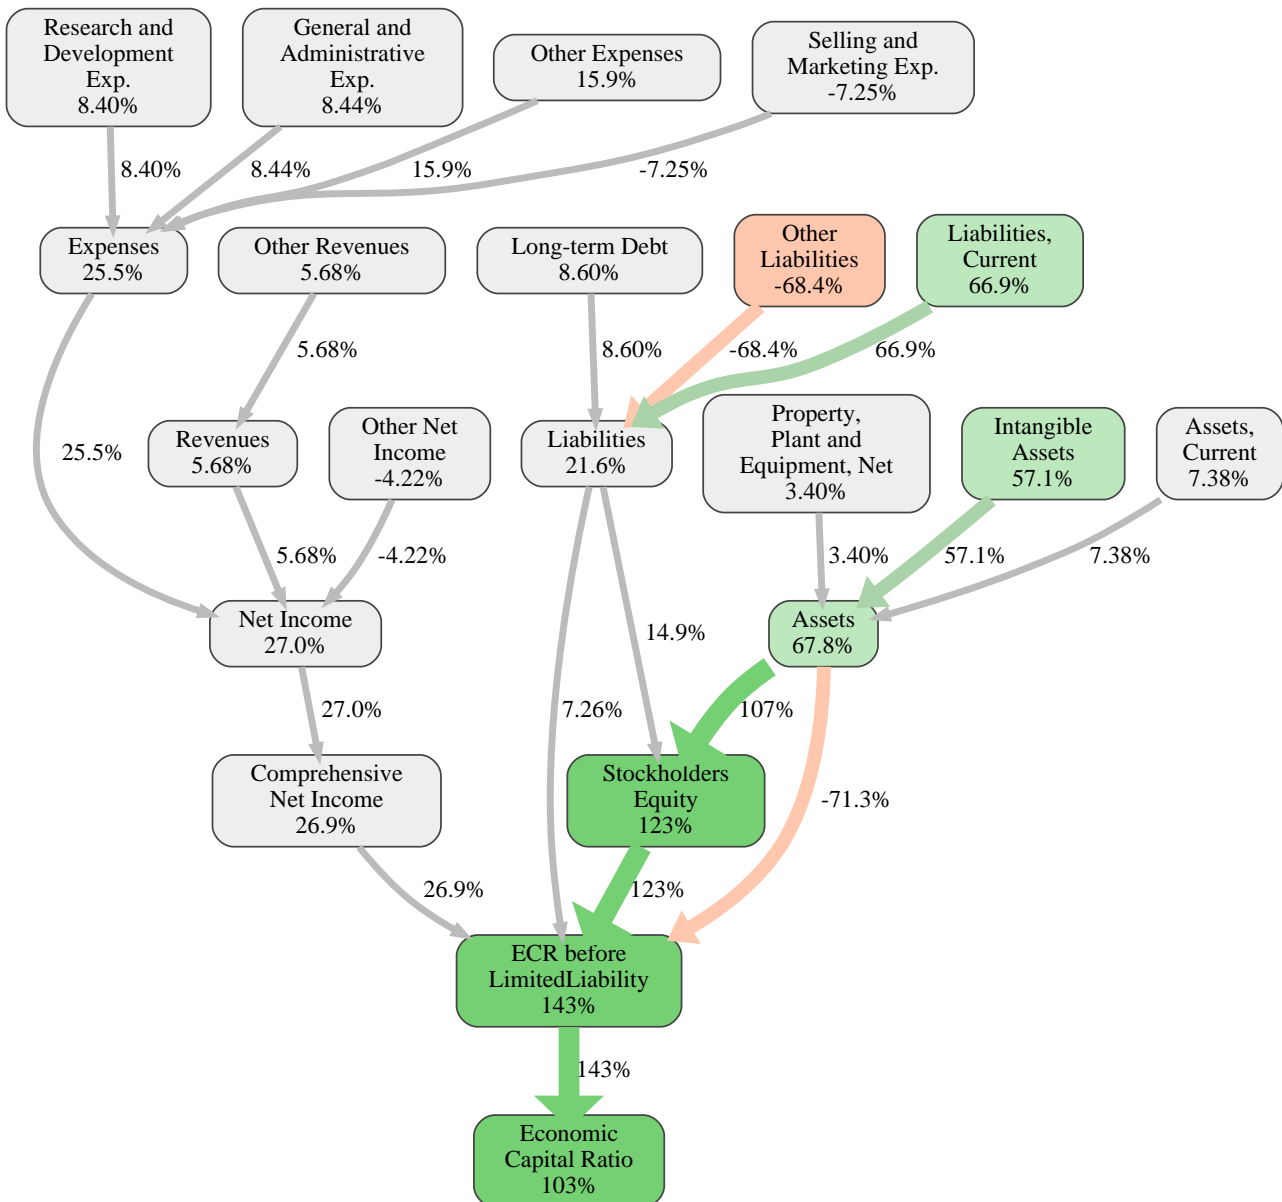 Research and
Development
Exp.
8.40%
General and
Administrative
Exp.
8.44%
Other Expenses
15.9%
Selling and
Marketing Exp.
-7.25%
8.40%
8.44%
15.9%
-7.25%
Expenses
25.5%
Other Revenues
5.68%
Long-term Debt
8.60%
Other
Liabilities
-68.4%
Liabilities,
Current
66.9%
5.68%
8.60%
-68.4%
66.9%
25.5%
Revenues
5.68%
Other Net
Income
-4.22%
Liabilities
21.6%
Property,
Plant and
Equipment, Net
3.40%
Intangible
Assets
57.1%
Assets,
Current
7.38%
5.68%
-4.22%
3.40%
57.1%
7.38%
Net Income
27.0%
14.9%
Assets
67.8%
27.0%
7.26%
107%
-71.3%
Comprehensive
Net Income
26.9%
Stockholders
Equity
123%
26.9%
123%
ECR before
LimitedLiability
143%
143%
Economic
Capital Ratio
103%